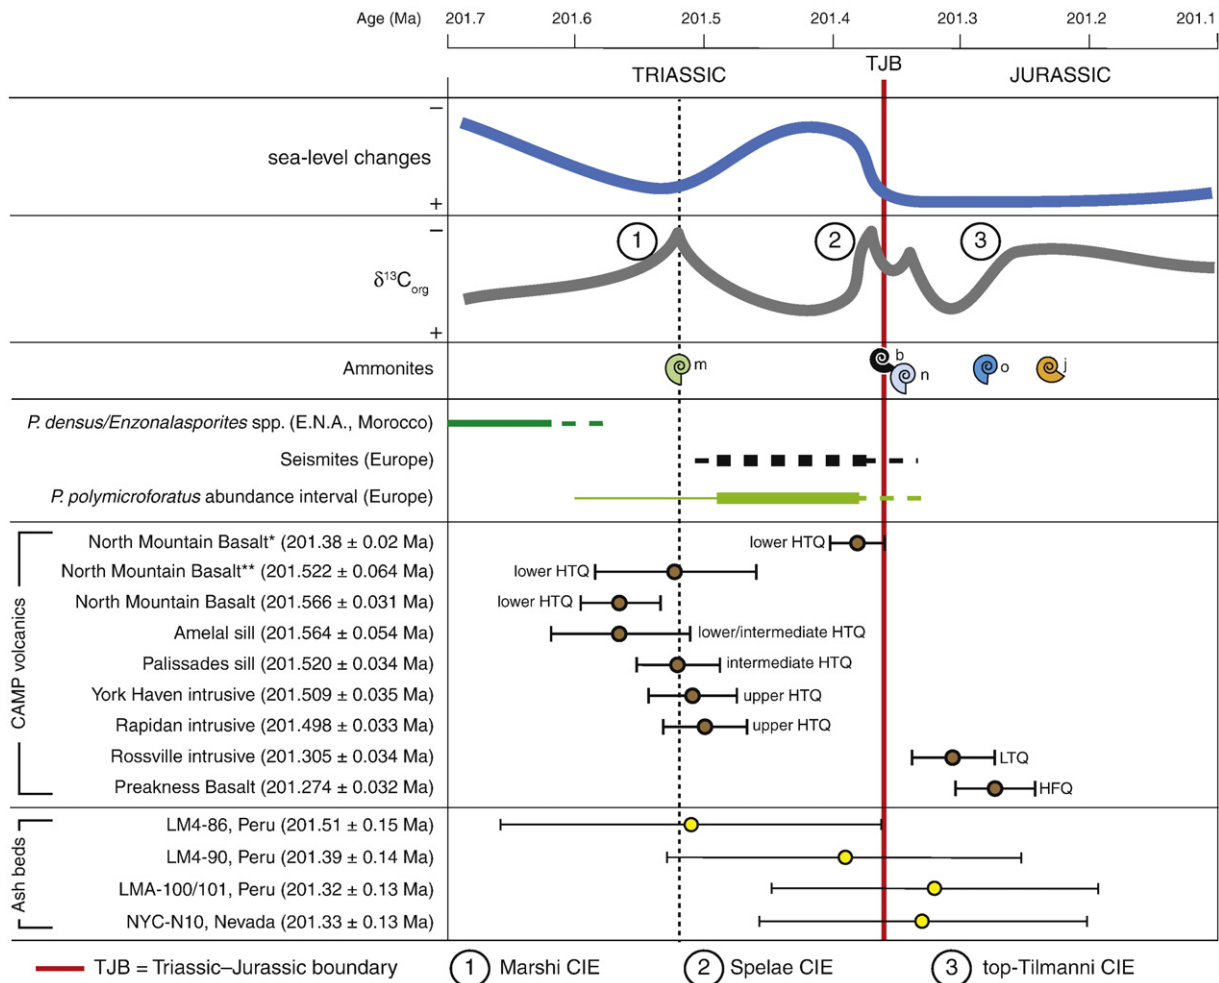 Age (Ma) 201.7 201.6 201.5 201.4 201.3 201.2 201.1
TRIASSIC TJB JURASSIC
−
sea-level changes
+
−
1 2 3
δ¹³Corg
+
Ammonites m b n o j
P. densus/Enzonalasporites spp. (E.N.A., Morocco)
Seismites (Europe)
P. polymicroforatus abundance interval (Europe)
CAMP volcanics
North Mountain Basalt* (201.38 ± 0.02 Ma) lower HTQ
North Mountain Basalt** (201.522 ± 0.064 Ma) lower HTQ
North Mountain Basalt (201.566 ± 0.031 Ma) lower HTQ
Amelal sill (201.564 ± 0.054 Ma) lower/intermediate HTQ
Palissades sill (201.520 ± 0.034 Ma) intermediate HTQ
York Haven intrusive (201.509 ± 0.035 Ma) upper HTQ
Rapidan intrusive (201.498 ± 0.033 Ma) upper HTQ
Rossville intrusive (201.305 ± 0.034 Ma) LTQ
Preakness Basalt (201.274 ± 0.032 Ma) HFQ
Ash beds
LM4-86, Peru (201.51 ± 0.15 Ma)
LM4-90, Peru (201.39 ± 0.14 Ma)
LMA-100/101, Peru (201.32 ± 0.13 Ma)
NYC-N10, Nevada (201.33 ± 0.13 Ma)
TJB = Triassic–Jurassic boundary 1 Marshi CIE 2 Spelae CIE 3 top-Tilmanni CIE